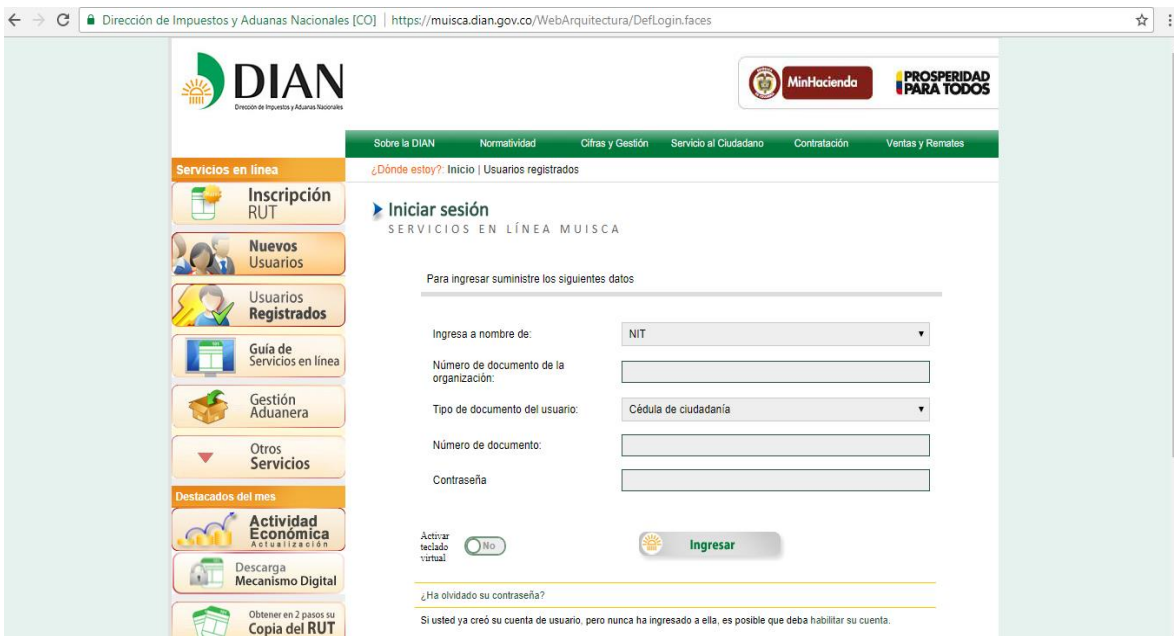 Dirección de Impuestos y Aduanas Nacionales [CO] | https://muisca.dian.gov.co/WebArquitectura/DefLogin.faces
DIAN
Dirección de Impuestos y Aduanas Nacionales
MinHacienda
PROSPERIDAD
PARA TODOS
Sobre la DIAN Normatividad Cifras y Gestión Servicio al Ciudadano Contratación Ventas y Remates
Servicios en línea
Inscripción
RUT
Nuevos
Usuarios
Usuarios
Registrados
Guía de
Servicios en línea
Gestión
Aduanera
Otros
Servicios
Destacados del mes
Actividad
Económica
Actualización
Descarga
Mecanismo Digital
Obtener en 2 pasos su
Copia del RUT
¿Dónde estoy?: Inicio | Usuarios registrados
Iniciar sesión
SERVICIOS EN LÍNEA MUISCA
Para ingresar suministre los siguientes datos
Ingresa a nombre de: NIT
Número de documento de la
organización:
Tipo de documento del usuario: Cédula de ciudadanía
Número de documento:
Contraseña
Activar
teclado
virtual
No
Ingresar
¿Ha olvidado su contraseña?
Si usted ya creó su cuenta de usuario, pero nunca ha ingresado a ella, es posible que deba habilitar su cuenta.